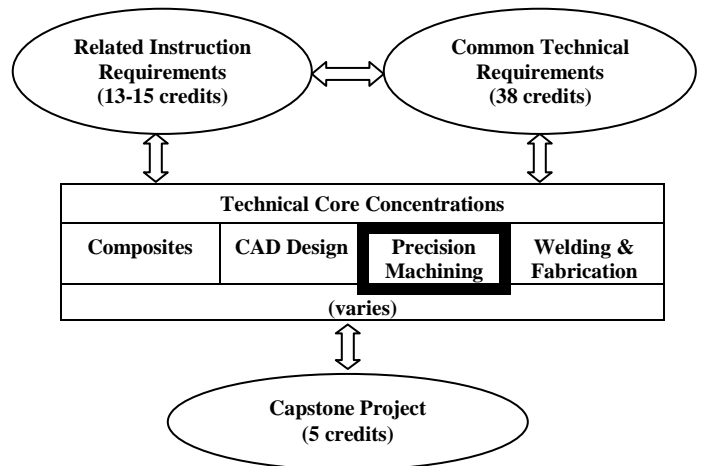 Related Instruction
Requirements
(13-15 credits)
Common Technical
Requirements
(38 credits)
Technical Core Concentrations
Composites
CAD Design
Precision
Machining
Welding &
Fabrication
(varies)
Capstone Project
(5 credits)